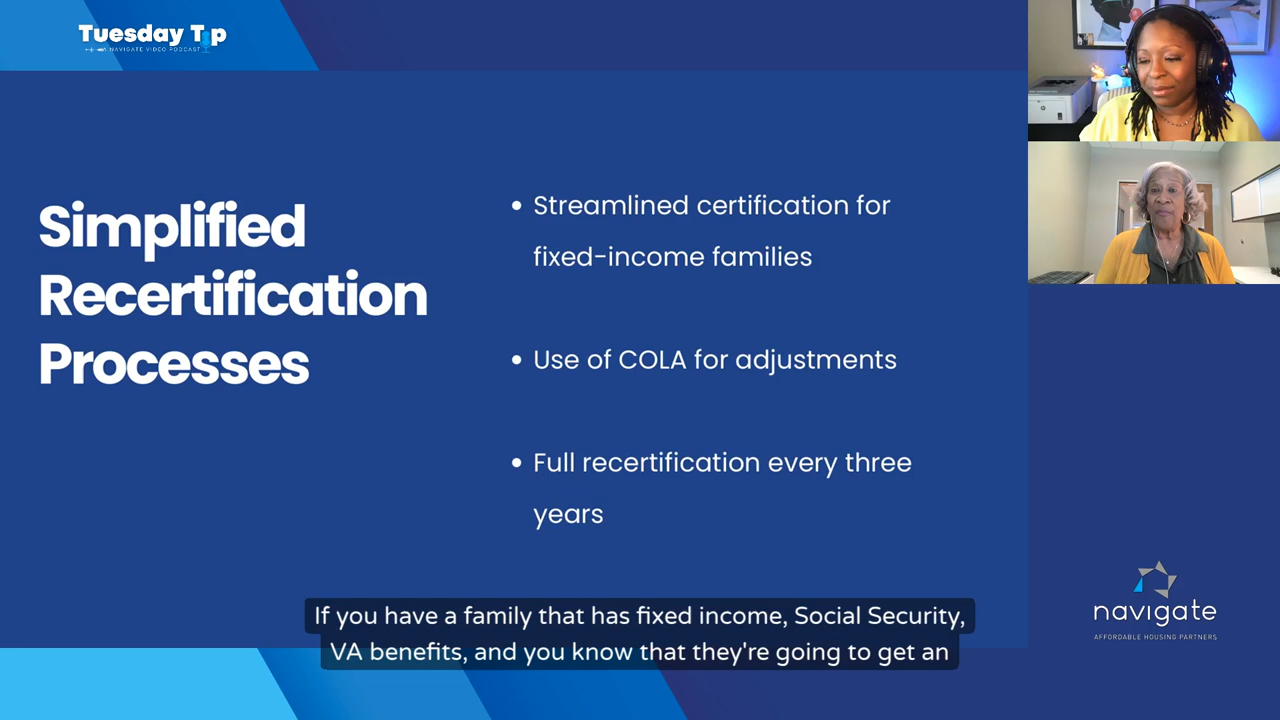 Tuesday Tip
NAVIGATE VIDEO PODCAST
Simplified
Recertification
Processes
• Streamlined certification for
fixed-income families
• Use of COLA for adjustments
• Full recertification every three
years
If you have a family that has fixed income, Social Security,
VA benefits, and you know that they're going to get an
navigate
AFFORDABLE HOUSING PARTNERS
hp